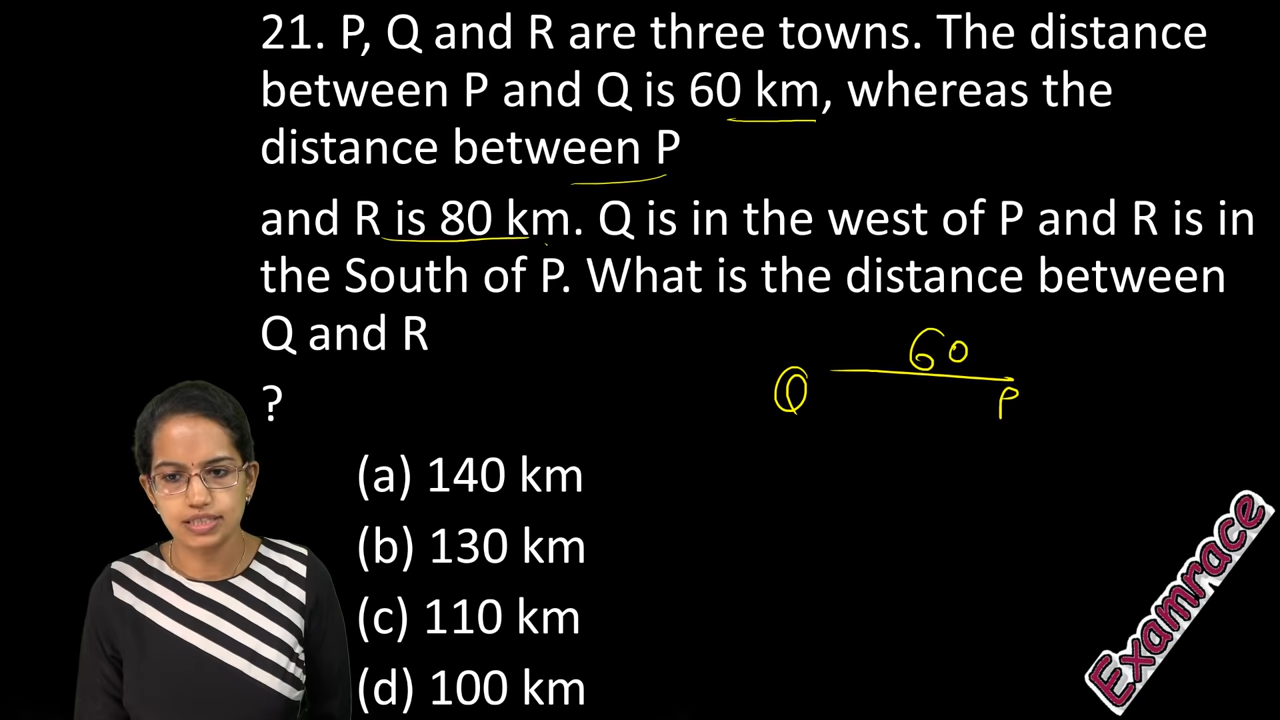 21. P, Q and R are three towns. The distance
between P and Q is 60 km, whereas the
distance between P
and R is 80 km. Q is in the west of P and R is in
the South of P. What is the distance between
Q and R
?
60
Q P
(a) 140 km
(b) 130 km
(c) 110 km
(d) 100 km
Examrace